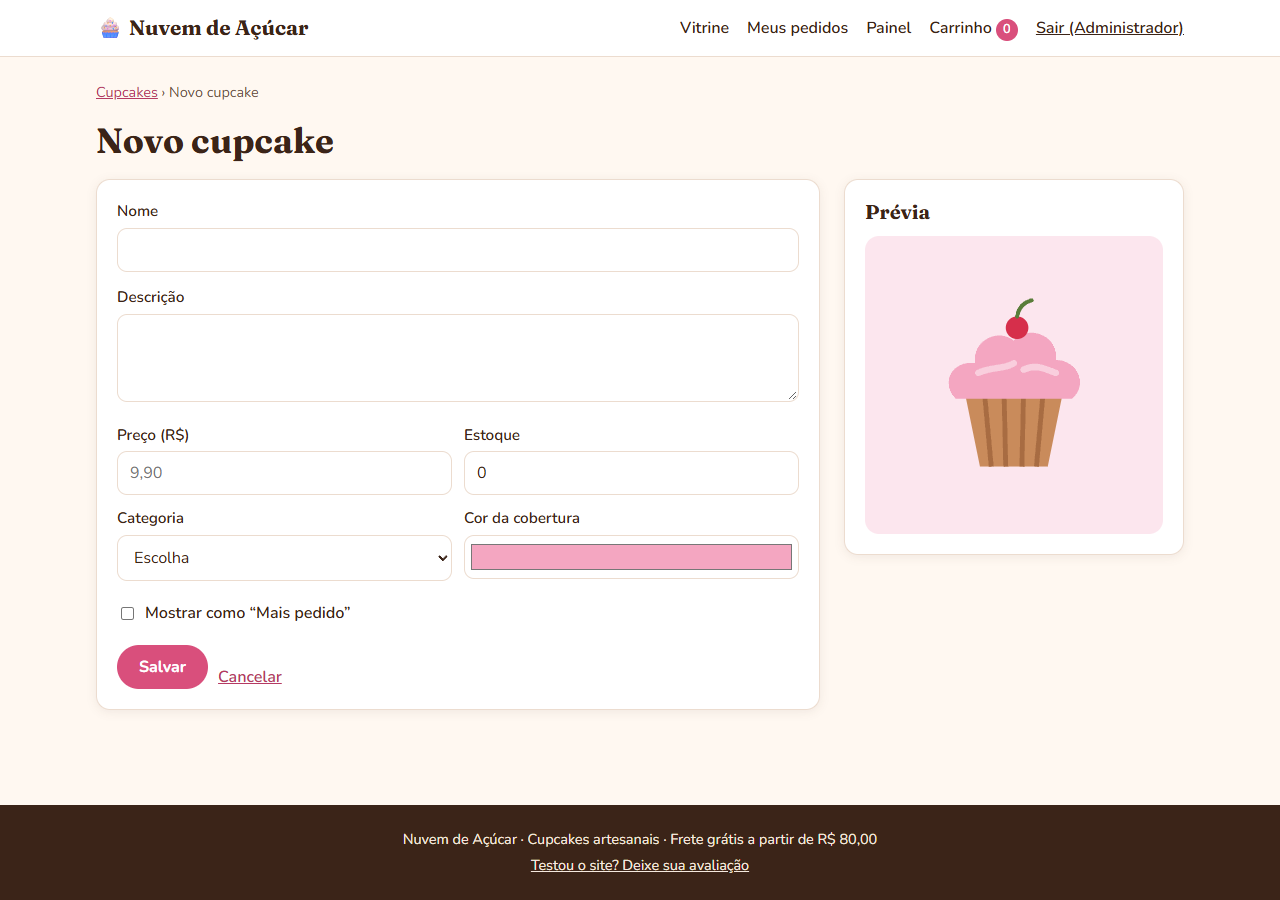 Nuvem de Açúcar
Vitrine Meus pedidos Painel Carrinho 0 Sair (Administrador)
Cupcakes › Novo cupcake
Novo cupcake
Nome
Descrição
Preço (R$) Estoque
9,90 0
Categoria Cor da cobertura
Escolha
Mostrar como “Mais pedido”
Salvar Cancelar
Prévia
Nuvem de Açúcar · Cupcakes artesanais · Frete grátis a partir de R$ 80,00
Testou o site? Deixe sua avaliação